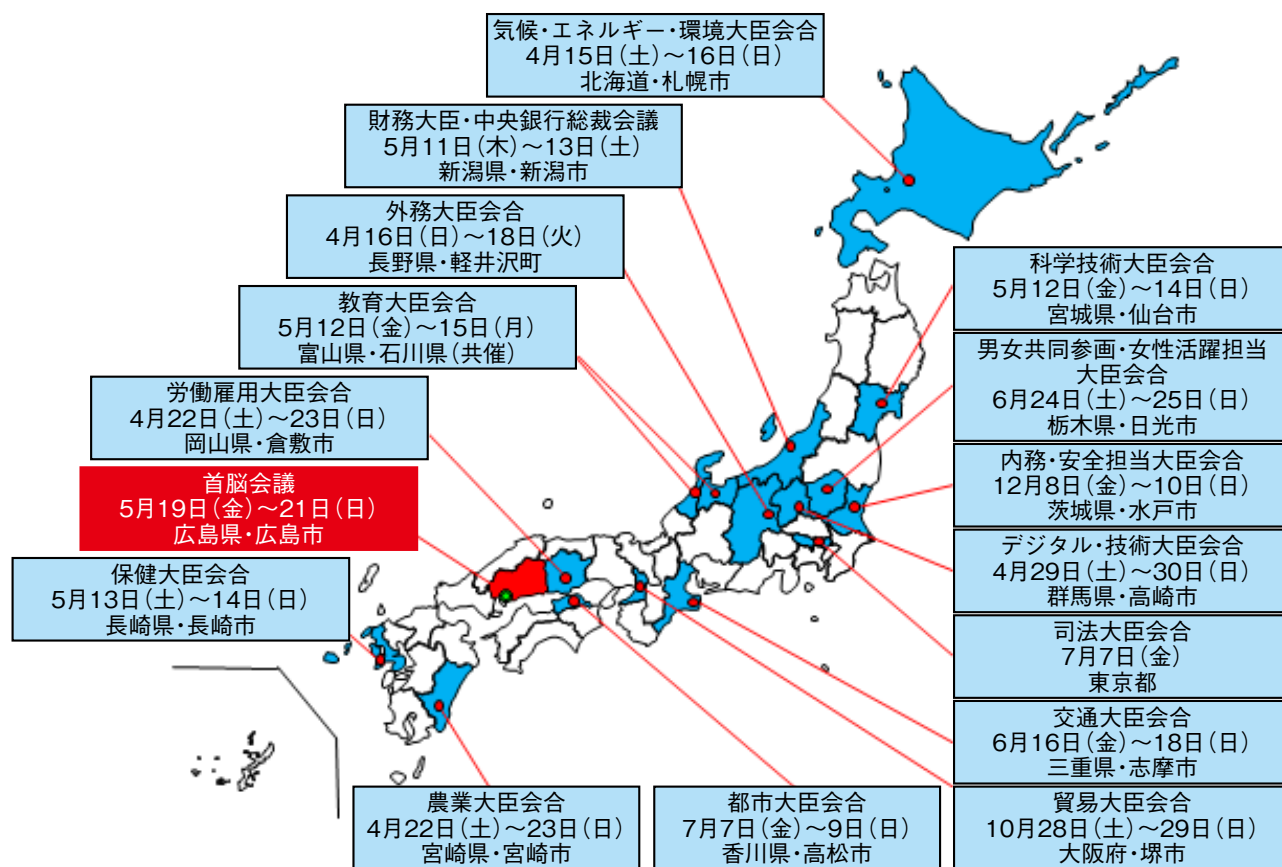 気候・エネルギー・環境大臣会合
4月15日(土)～16日(日)
北海道・札幌市
財務大臣・中央銀行総裁会議
5月11日(木)～13日(土)
新潟県・新潟市
外務大臣会合
4月16日(日)～18日(火)
長野県・軽井沢町
教育大臣会合
5月12日(金)～15日(月)
富山県・石川県(共催)
労働雇用大臣会合
4月22日(土)～23日(日)
岡山県・倉敷市
首脳会議
5月19日(金)～21日(日)
広島県・広島市
保健大臣会合
5月13日(土)～14日(日)
長崎県・長崎市
科学技術大臣会合
5月12日(金)～14日(日)
宮城県・仙台市
男女共同参画・女性活躍担当
大臣会合
6月24日(土)～25日(日)
栃木県・日光市
内務・安全担当大臣会合
12月8日(金)～10日(日)
茨城県・水戸市
デジタル・技術大臣会合
4月29日(土)～30日(日)
群馬県・高崎市
司法大臣会合
7月7日(金)
東京都
交通大臣会合
6月16日(金)～18日(日)
三重県・志摩市
農業大臣会合
4月22日(土)～23日(日)
宮崎県・宮崎市
都市大臣会合
7月7日(金)～9日(日)
香川県・高松市
貿易大臣会合
10月28日(土)～29日(日)
大阪府・堺市